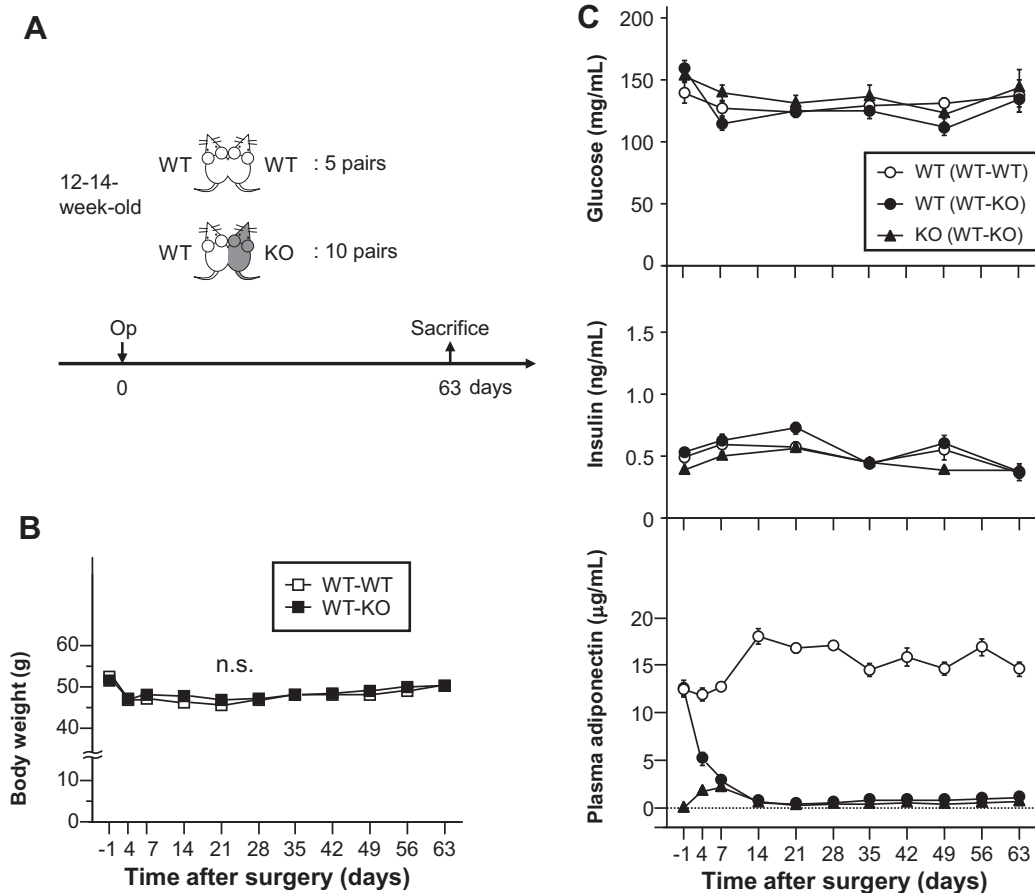 A
12-14-
week-old
WT WT : 5 pairs
WT KO : 10 pairs
Op Sacrifice
0 63 days
B
WT-WT
WT-KO
n.s.
Body weight (g)
60
50
40
10
0
-1 4 7 14 21 28 35 42 49 56 63
Time after surgery (days)
C
Glucose (mg/mL)
200
150
100
50
0
WT (WT-WT)
WT (WT-KO)
KO (WT-KO)
Insulin (ng/mL)
1.5
1.0
0.5
0
Plasma adiponectin (μg/mL)
20
15
10
5
0
-1 4 7 14 21 28 35 42 49 56 63
Time after surgery (days)